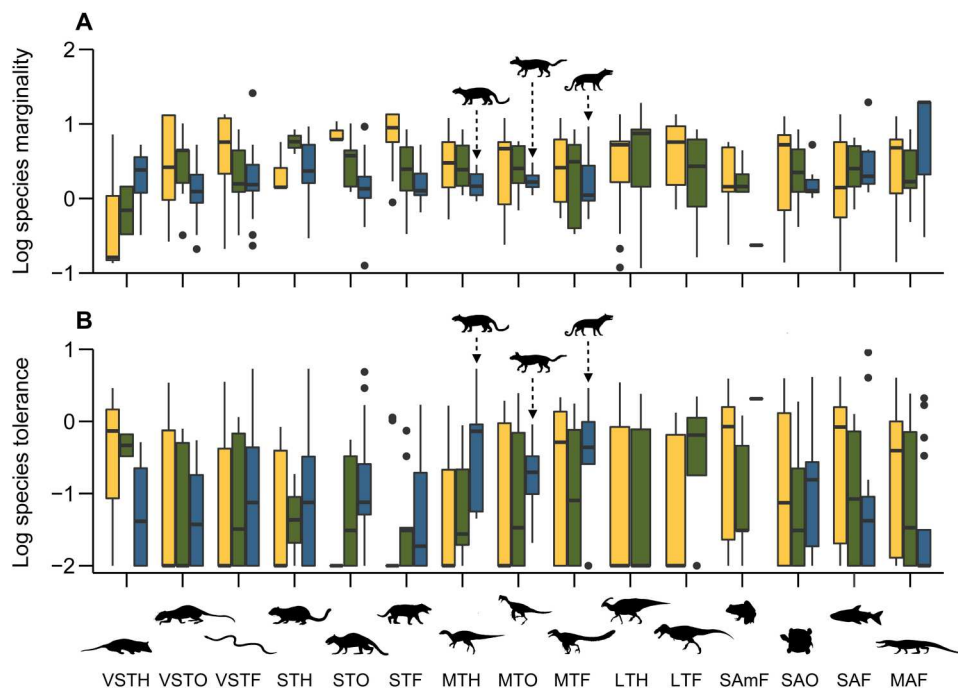 A
Log species marginality
2
1
0
−1
B
Log species tolerance
1
0
−1
−2
VSTH VSTO VSTF STH STO STF MTH MTO MTF LTH LTF SAmF SAO SAF MAF